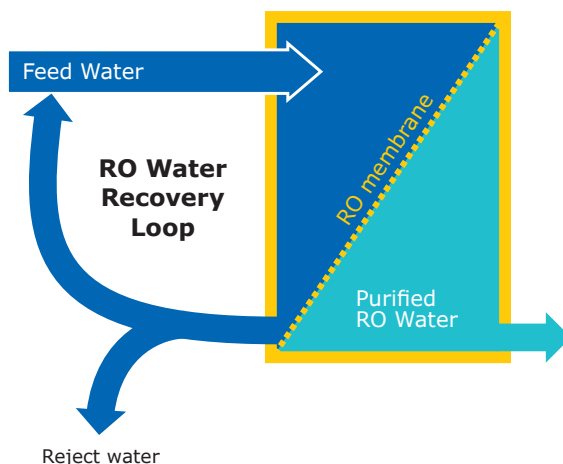 Feed Water
RO Water
Recovery
Loop
RO membrane
Purified
RO Water
Reject water